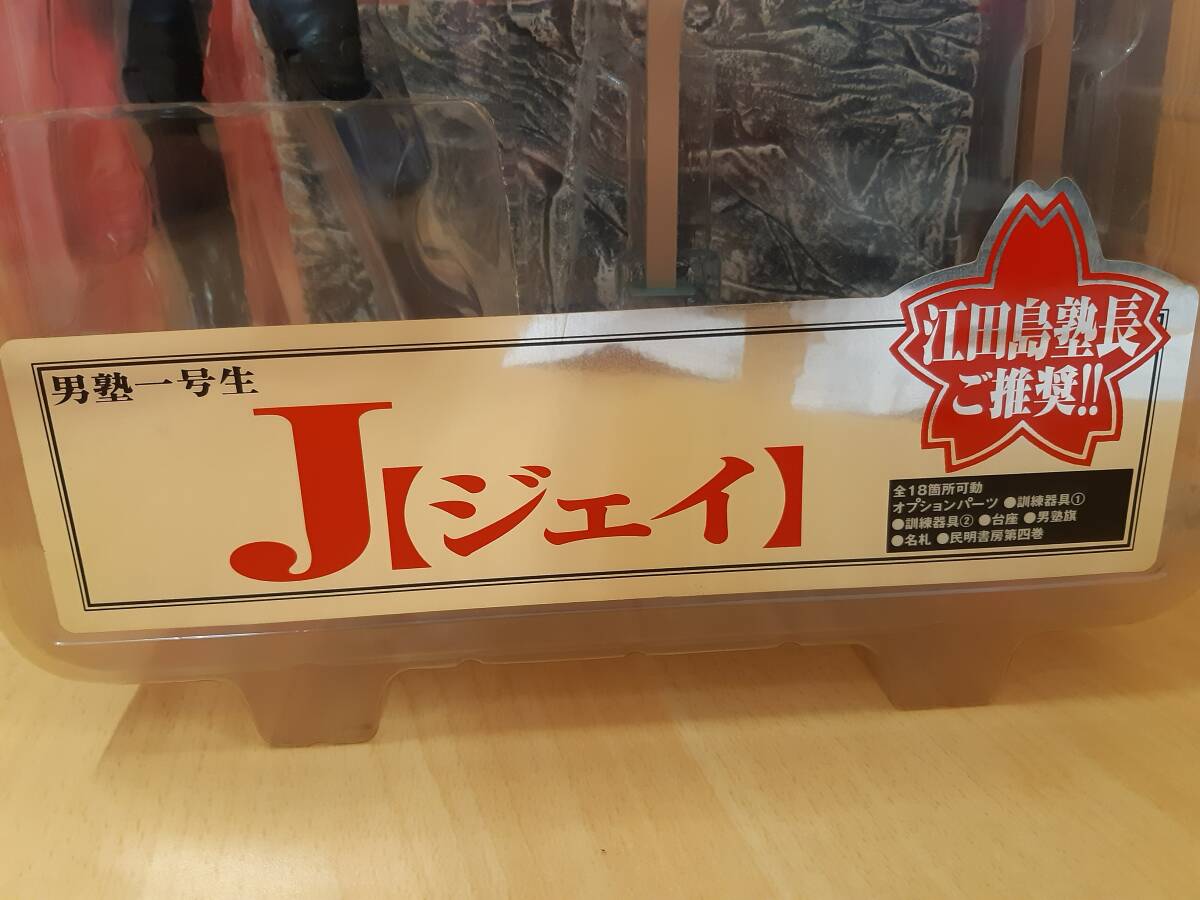 男塾一号生
J【ジェイ】
江田島塾長
ご推奨!!
全18箇所可動
オプションパーツ ●訓練器具①
●訓練器具② ●台座 ●男塾旗
●名札 ●民明書房第四巻